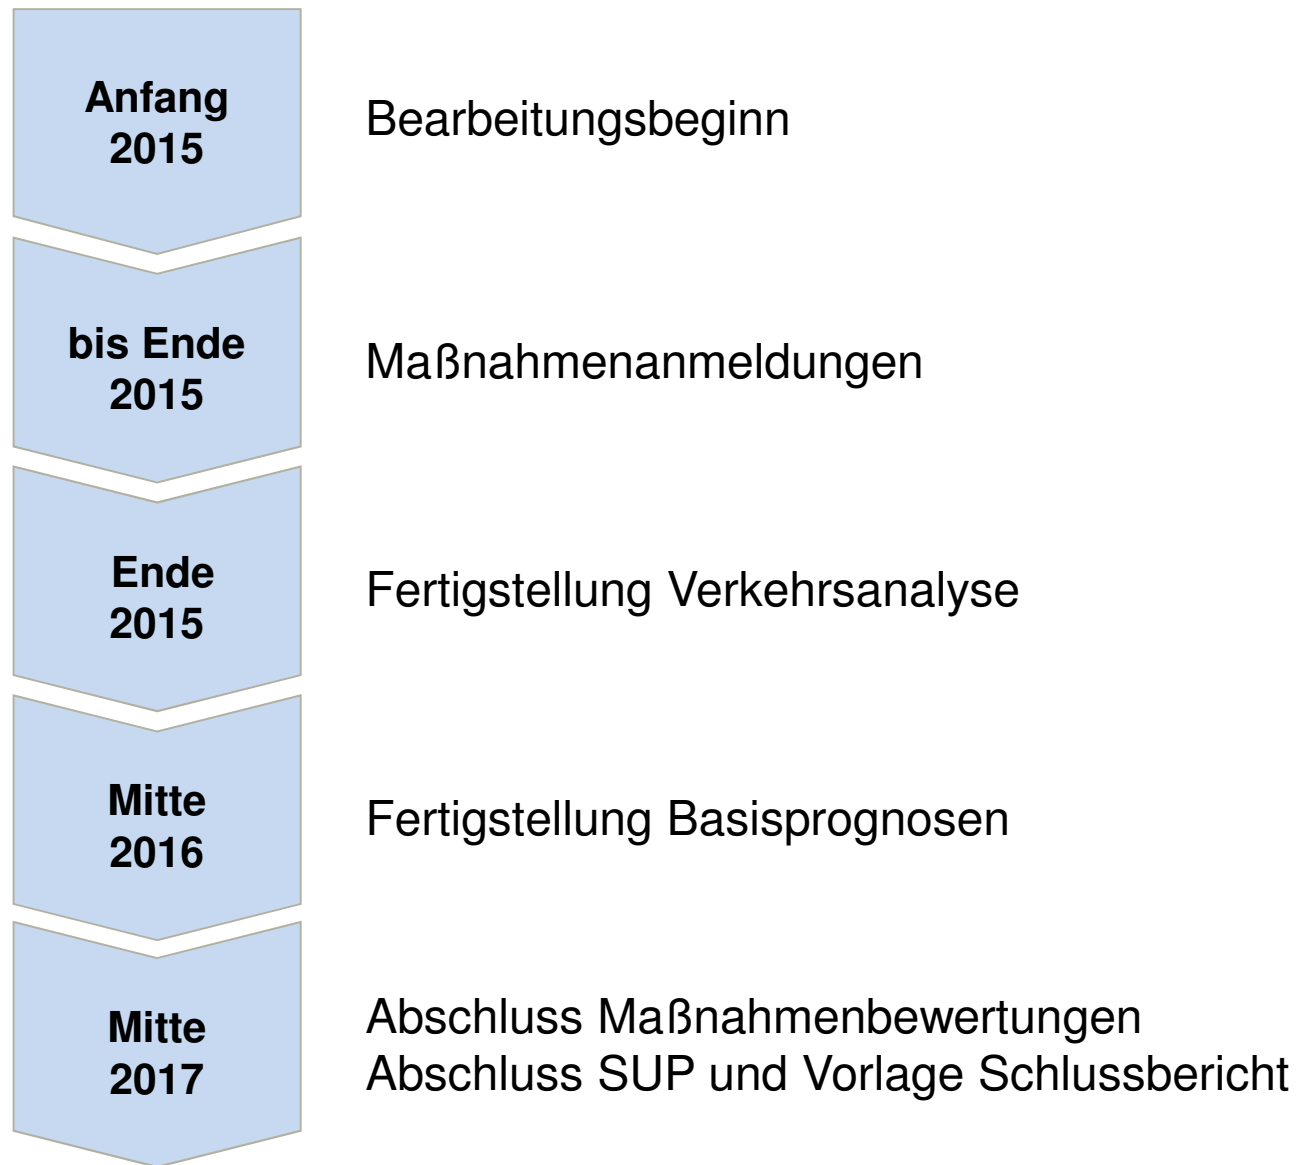 Anfang
2015
Bearbeitungsbeginn
bis Ende
2015
Maßnahmenanmeldungen
Ende
2015
Fertigstellung Verkehrsanalyse
Mitte
2016
Fertigstellung Basisprognosen
Mitte
2017
Abschluss Maßnahmenbewertungen
Abschluss SUP und Vorlage Schlussbericht